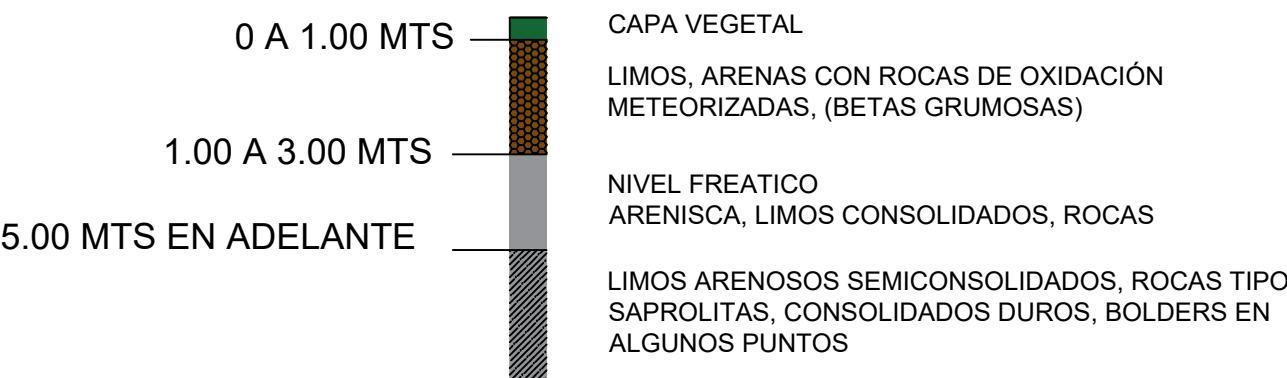 0 A 1.00 MTS
CAPA VEGETAL
LIMOS, ARENAS CON ROCAS DE OXIDACIÓN
METEORIZADAS, (BETAS GRUMOSAS)
1.00 A 3.00 MTS
NIVEL FREATICO
ARENISCA, LIMOS CONSOLIDADOS, ROCAS
5.00 MTS EN ADELANTE
LIMOS ARENOSOS SEMICONSOLIDADOS, ROCAS TIPO
SAPROLITAS, CONSOLIDADOS DUROS, BOLDERS EN
ALGUNOS PUNTOS